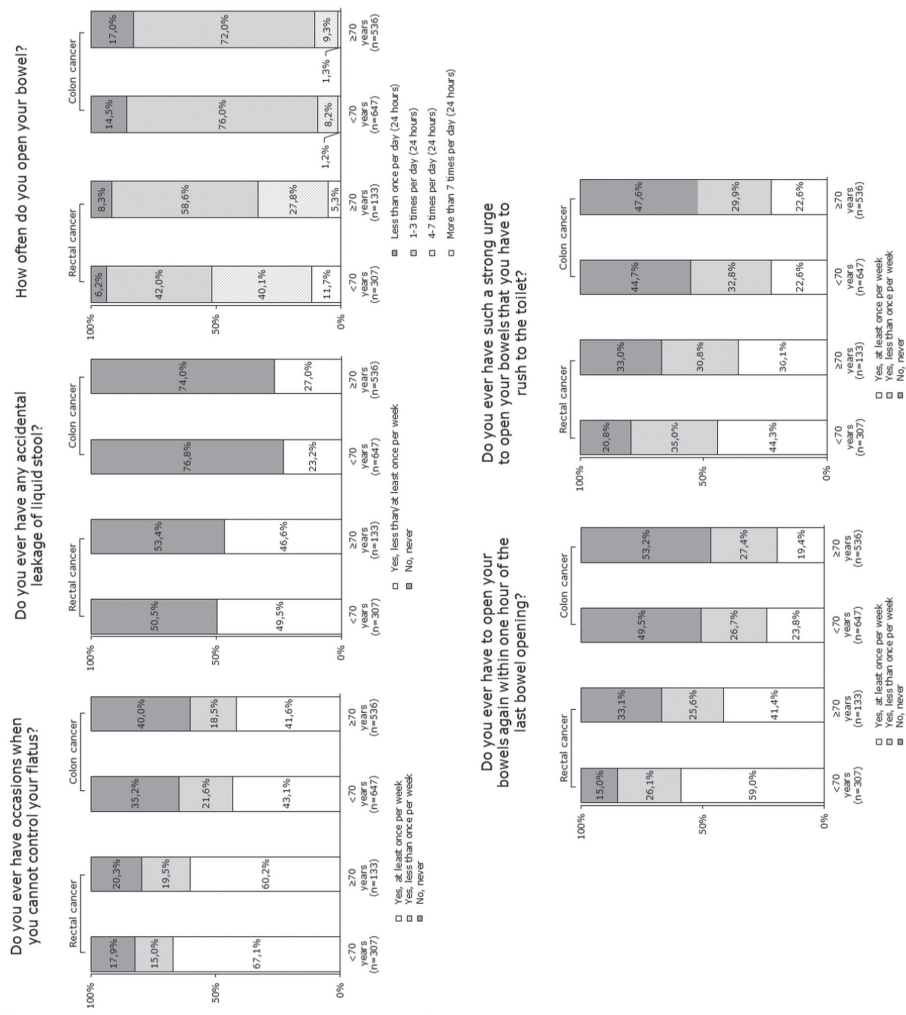 Do you ever have occasions when
you cannot control your flatus?
Rectal cancer
Colon cancer
100%
50%
0%
17,9%
15,0%
67,1%
20,3%
19,5%
60,2%
35,2%
21,6%
43,1%
40,0%
18,5%
41,6%
<70
years
(n=307)
≥70
years
(n=133)
<70
years
(n=647)
≥70
years
(n=536)
Yes, at least once per week
Yes, less than once per week
No, never
Do you ever have any accidental
leakage of liquid stool?
Rectal cancer
Colon cancer
100%
50%
0%
50,5%
49,5%
53,4%
46,6%
76,8%
23,2%
74,0%
27,0%
<70
years
(n=307)
≥70
years
(n=133)
<70
years
(n=647)
≥70
years
(n=536)
Yes, less than/at least once per week
No, never
How often do you open your bowel?
Rectal cancer
Colon cancer
100%
50%
0%
6,2%
42,0%
40,1%
11,7%
8,3%
58,6%
27,8%
5,3%
14,5%
76,0%
8,2%
1,2%
17,0%
72,0%
9,3%
1,3%
<70
years
(n=307)
≥70
years
(n=133)
<70
years
(n=647)
≥70
years
(n=536)
Less than once per day (24 hours)
1-3 times per day (24 hours)
4-7 times per day (24 hours)
More than 7 times per day (24 hours)
Do you ever have to open your
bowels again within one hour of the
last bowel opening?
Rectal cancer
Colon cancer
100%
50%
0%
15,0%
26,1%
59,0%
33,1%
25,6%
41,4%
49,5%
26,7%
23,8%
53,2%
27,4%
19,4%
<70
years
(n=307)
≥70
years
(n=133)
<70
years
(n=647)
≥70
years
(n=536)
Yes, at least once per week
Yes, less than once per week
No, never
Do you ever have such a strong urge
to open your bowels that you have to
rush to the toilet?
Rectal cancer
Colon cancer
100%
50%
0%
20,8%
35,0%
44,3%
33,0%
30,8%
36,1%
44,7%
32,8%
22,6%
47,6%
29,9%
22,6%
<70
years
(n=307)
≥70
years
(n=133)
<70
years
(n=647)
≥70
years
(n=536)
Yes, at least once per week
Yes, less than once per week
No, never